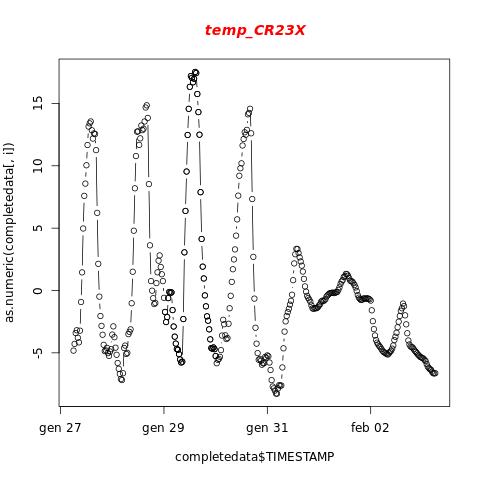 temp_CR23X
as.numeric(completedata[, i])
15
10
5
0
-5
gen 27
gen 29
gen 31
feb 02
completedata$TIMESTAMP